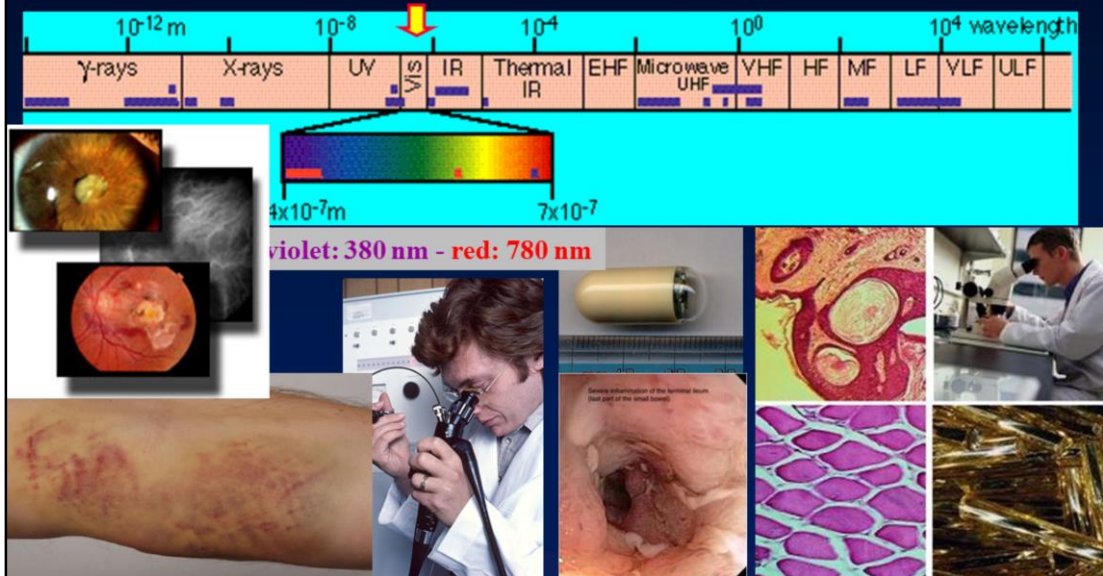 10-12 m 10-8 10-4 100 104 wavelength
γ-rays X-rays UV Vis IR Thermal IR EHF Microwave UHF VHF HF MF LF VLF ULF
4x10-7m 7x10-7
violet: 380 nm - red: 780 nm
Severe inflammation of the terminal ileum
(last part of the small bowel)